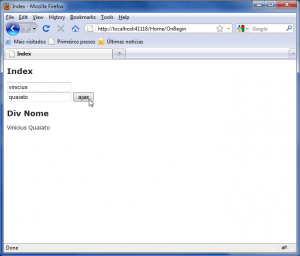 Index - Mozilla Firefox
File Edit View History Bookmarks Tools Help
http://localhost:41118/Home/OnBegin
Google
Mais visitados Primeiros passos Últimas notícias
Index
Index
vinicius
quaiato ajax
Div Nome
Vinicius Quaiato
Done